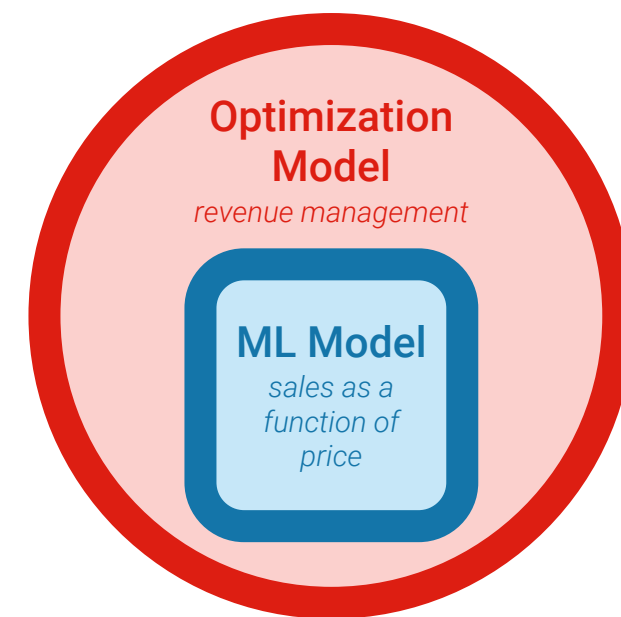 Optimization
Model
revenue management
ML Model
sales as a
function of
price